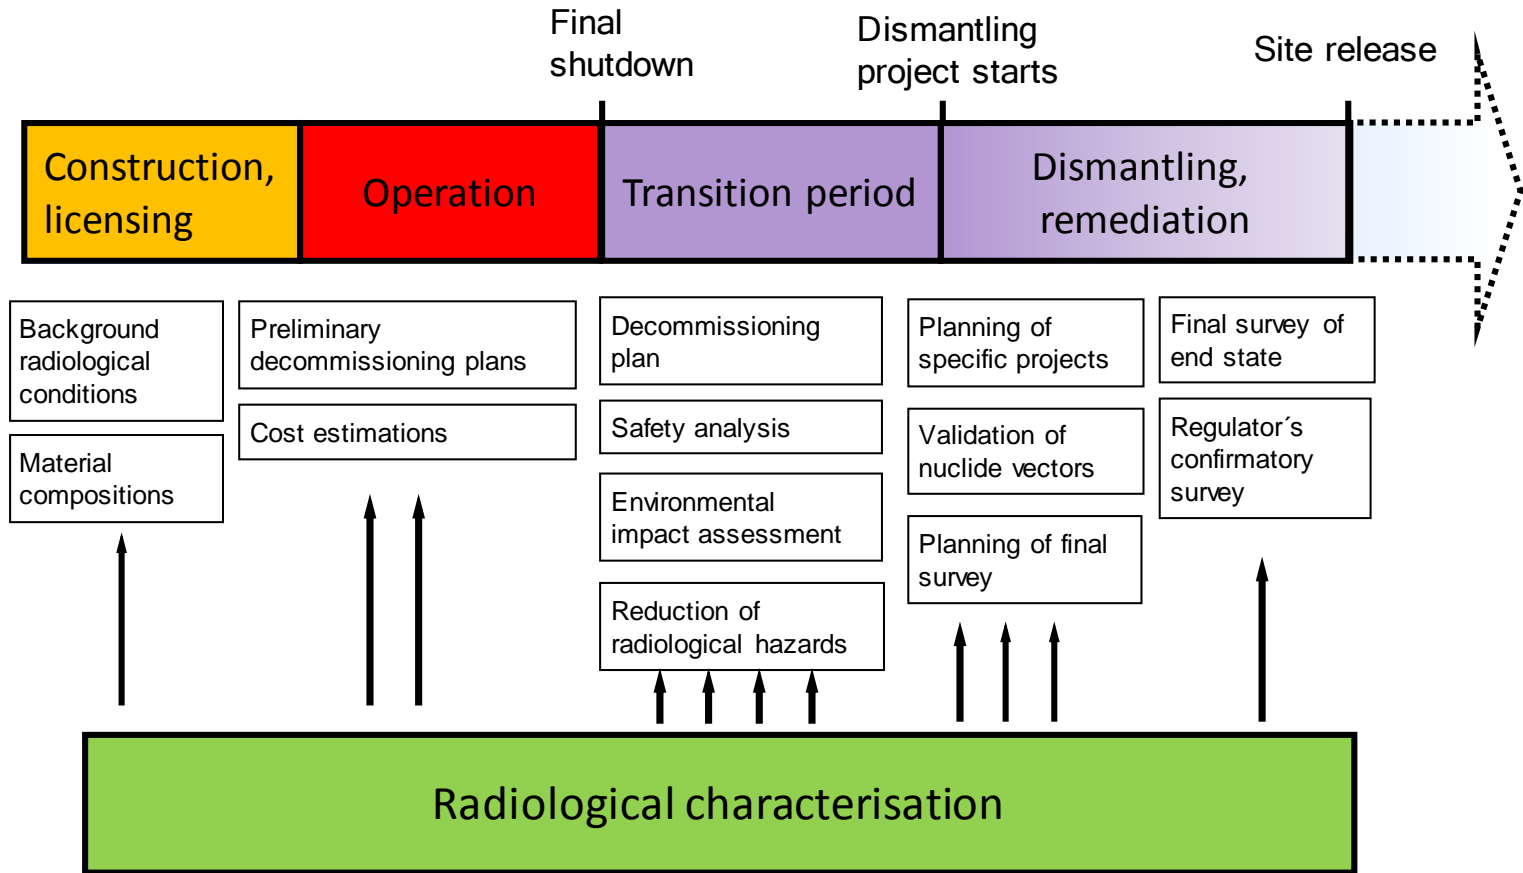 Final
shutdown
Dismantling
project starts
Site release
Construction,
licensing
Operation
Transition period
Dismantling,
remediation
Background
radiological
conditions
Material
compositions
Preliminary
decommissioning plans
Cost estimations
Decommissioning
plan
Safety analysis
Environmental
impact assessment
Reduction of
radiological hazards
Planning of
specific projects
Validation of
nuclide vectors
Planning of final
survey
Final survey of
end state
Regulator´s
confirmatory
survey
Radiological characterisation